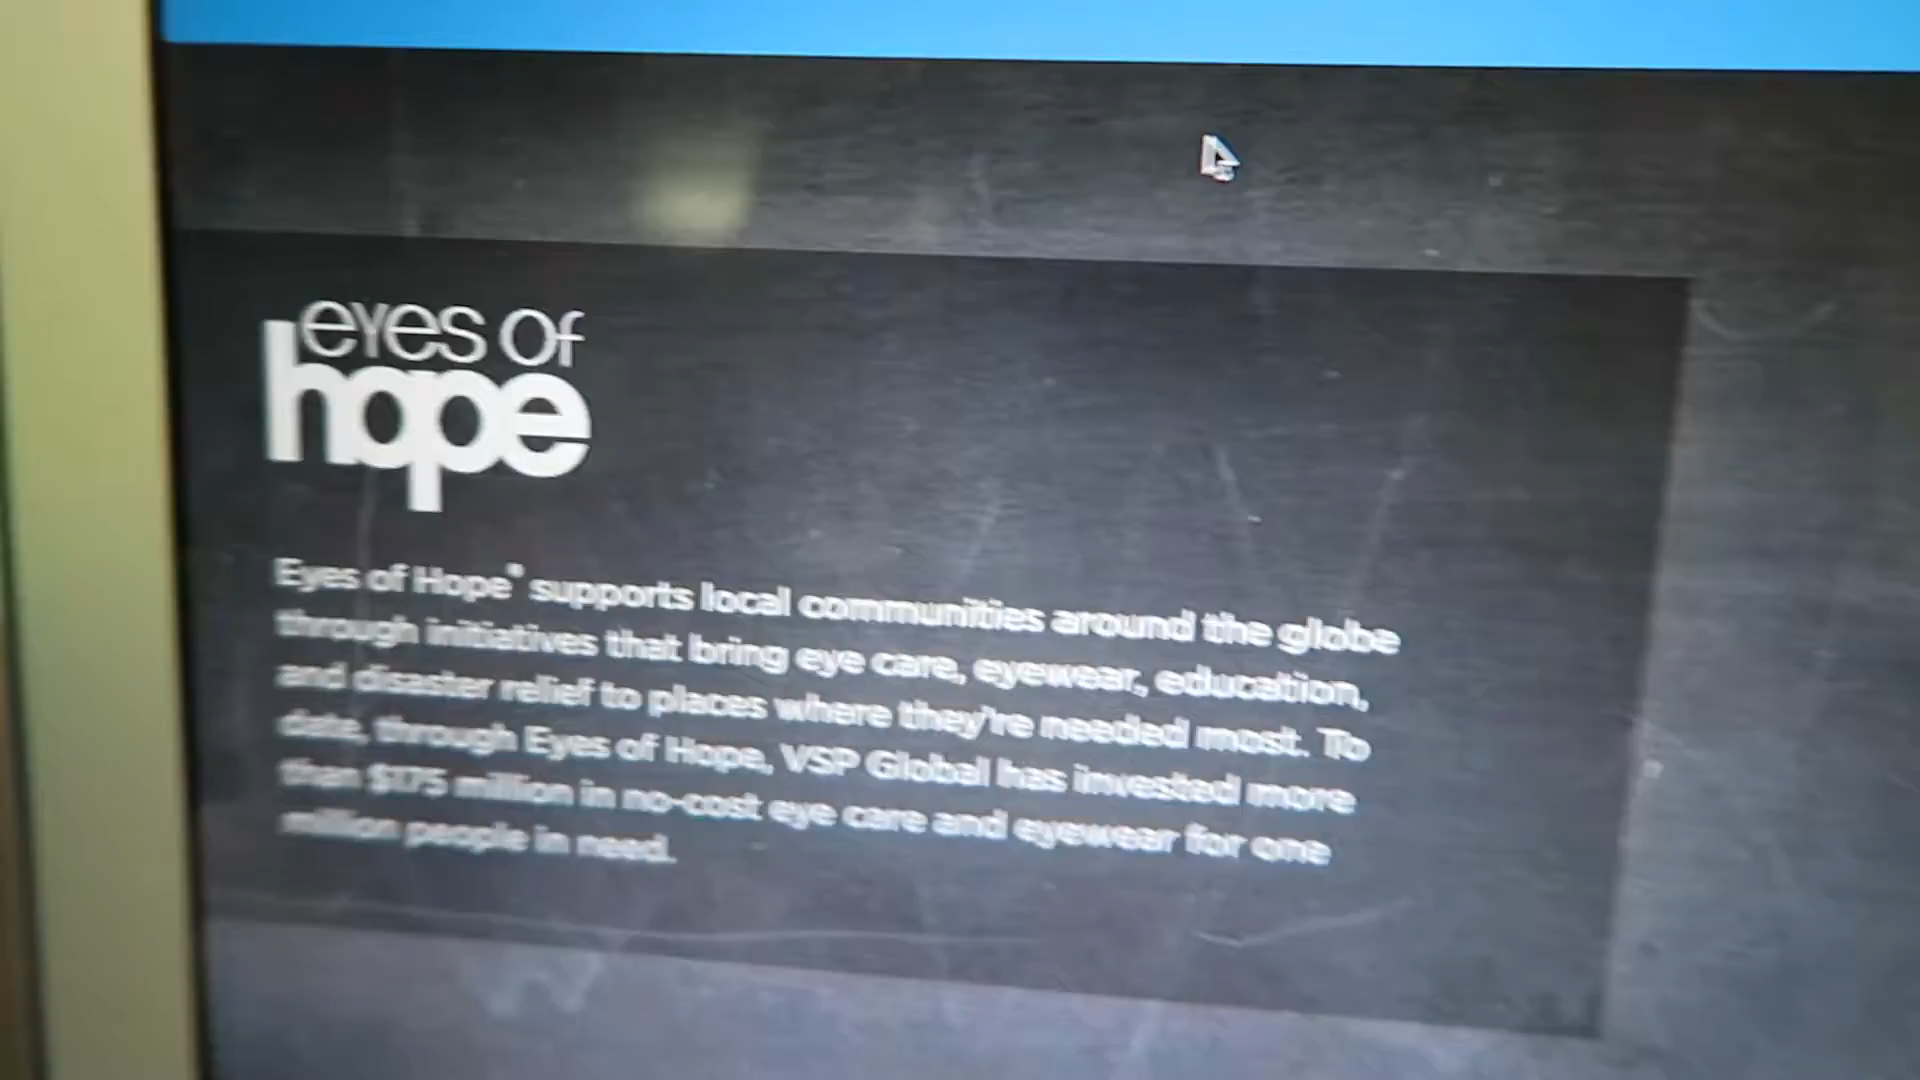 eyes of
hope
Eyes of Hope® supports local communities around the globe
through initiatives that bring eye care, eyewear, education,
and disaster relief to places where they're needed most. To
date, through Eyes of Hope, VSP Global has invested more
than $175 million in no-cost eye care and eyewear for one
million people in need.